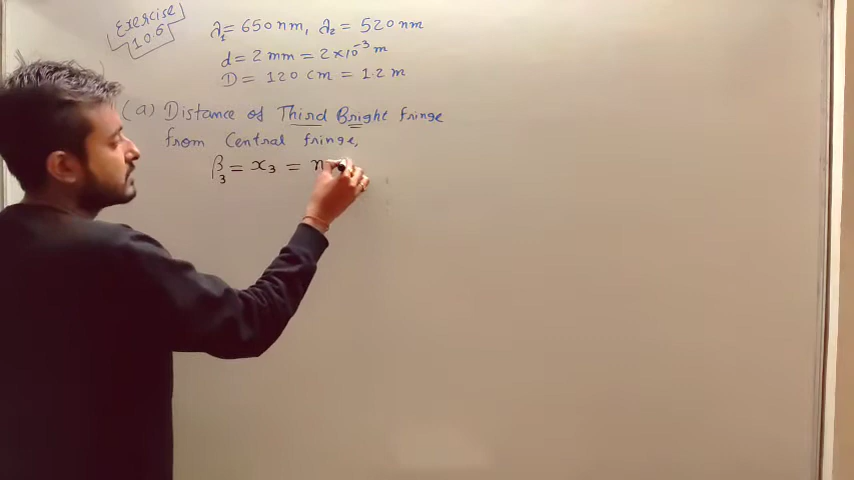 Exercise
10.6
λ₁ = 650 nm, λ₂ = 520 nm
d = 2 mm = 2×10⁻³ m
D = 120 cm = 1.2 m
(a) Distance of Third Bright fringe
from Central fringe,
β₃ = x₃ = n